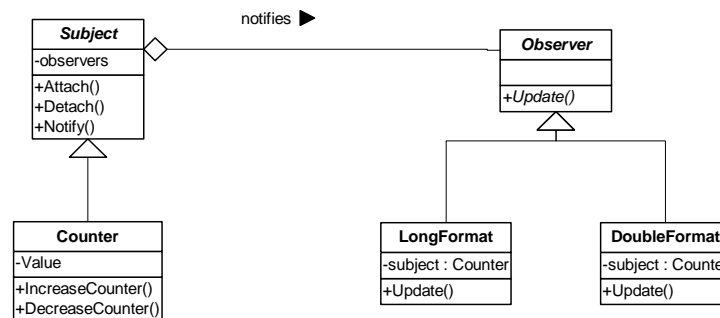 notifies
Subject
-observers
+Attach()
+Detach()
+Notify()
Observer
+Update()
Counter
-Value
+IncreaseCounter()
+DecreaseCounter()
LongFormat
-subject : Counter
+Update()
DoubleFormat
-subject : Counte
+Update()